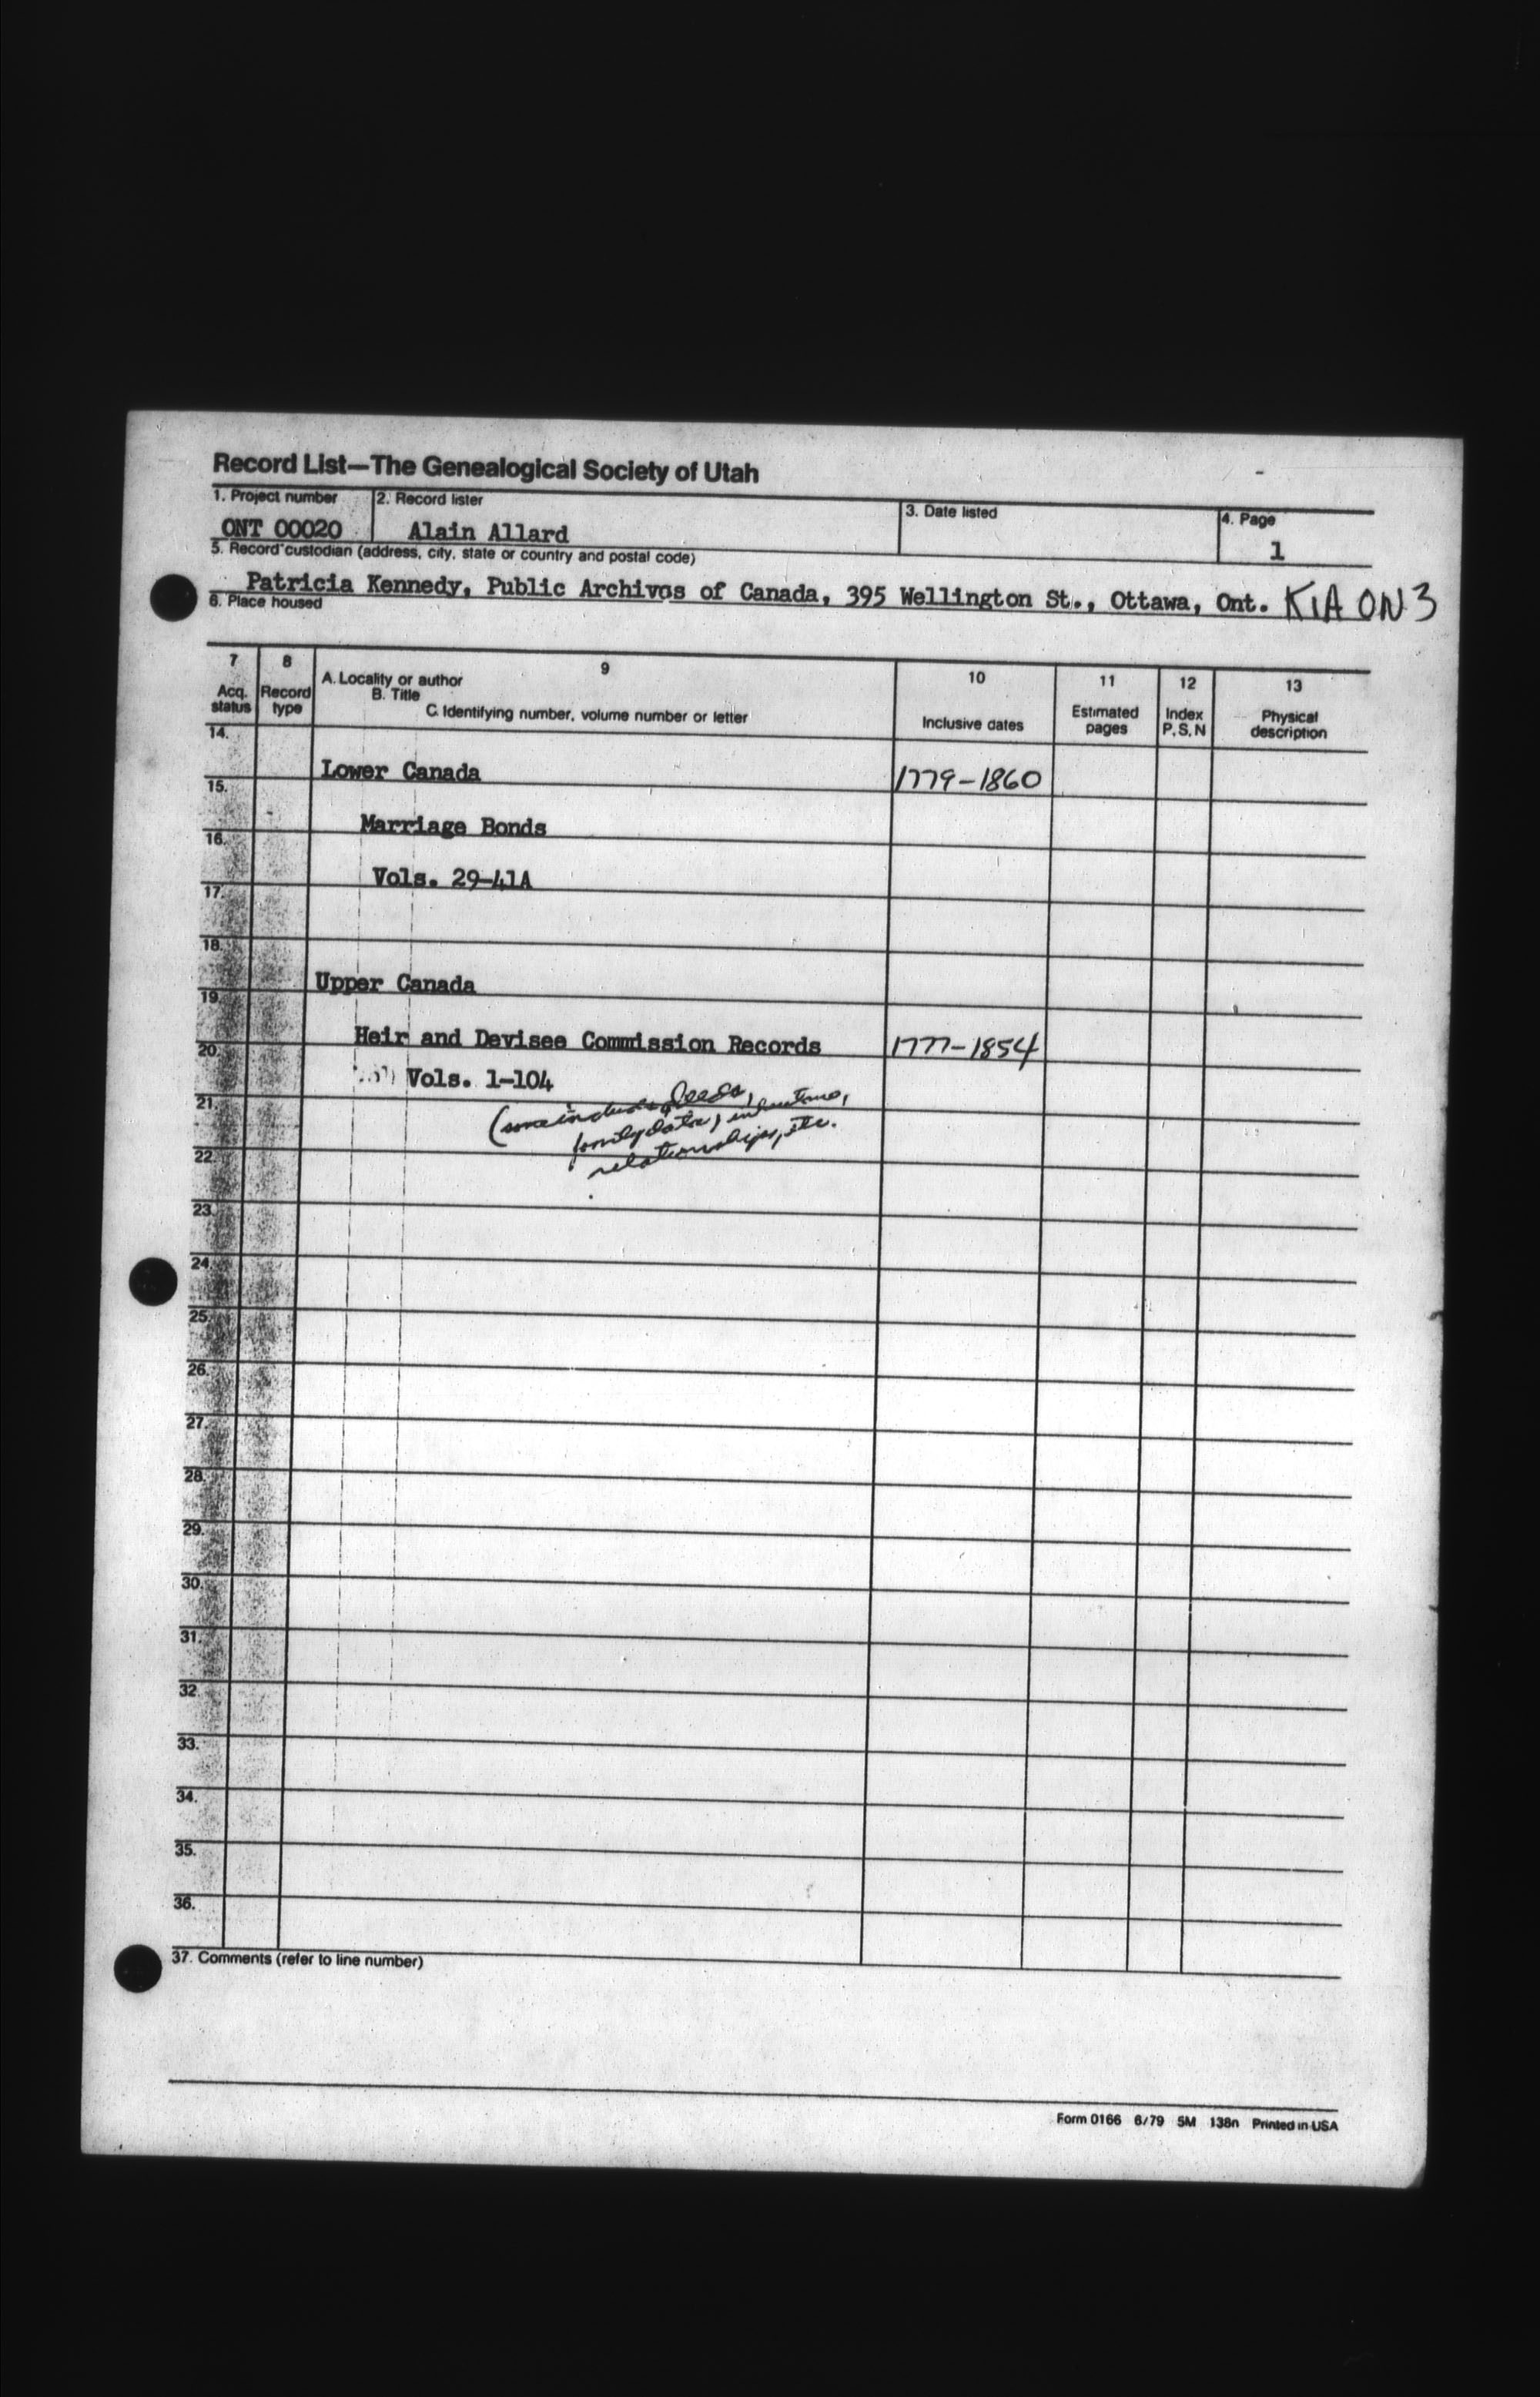 Record List—The Genealogical Society of Utah
1. Project number 2. Record lister 3. Date listed 4. Page
ONT 00020 Alain Allard 1
5. Record custodian (address, city, state or country and postal code)
Patricia Kennedy, Public Archives of Canada, 395 Wellington St., Ottawa, Ont. K1A ON3
6. Place housed
7 8 9 10 11 12 13
Acq. status Record type A. Locality or author B. Title C. Identifying number, volume number or letter Inclusive dates Estimated pages Index P, S, N Physical description
14.
Lower Canada 1779-1860
15.
Marriage Bonds
16.
Vols. 29-41A
17.
18.
Upper Canada
19.
Heir and Devisee Commission Records 1777-1854
20.
Vols. 1-104
21.
(some include deeds,
family data, indentures,
relationships, etc.
22.
23.
24.
25.
26.
27.
28.
29.
30.
31.
32.
33.
34.
35.
36.
37. Comments (refer to line number)
Form 0166 6/79 5M 138n Printed in USA